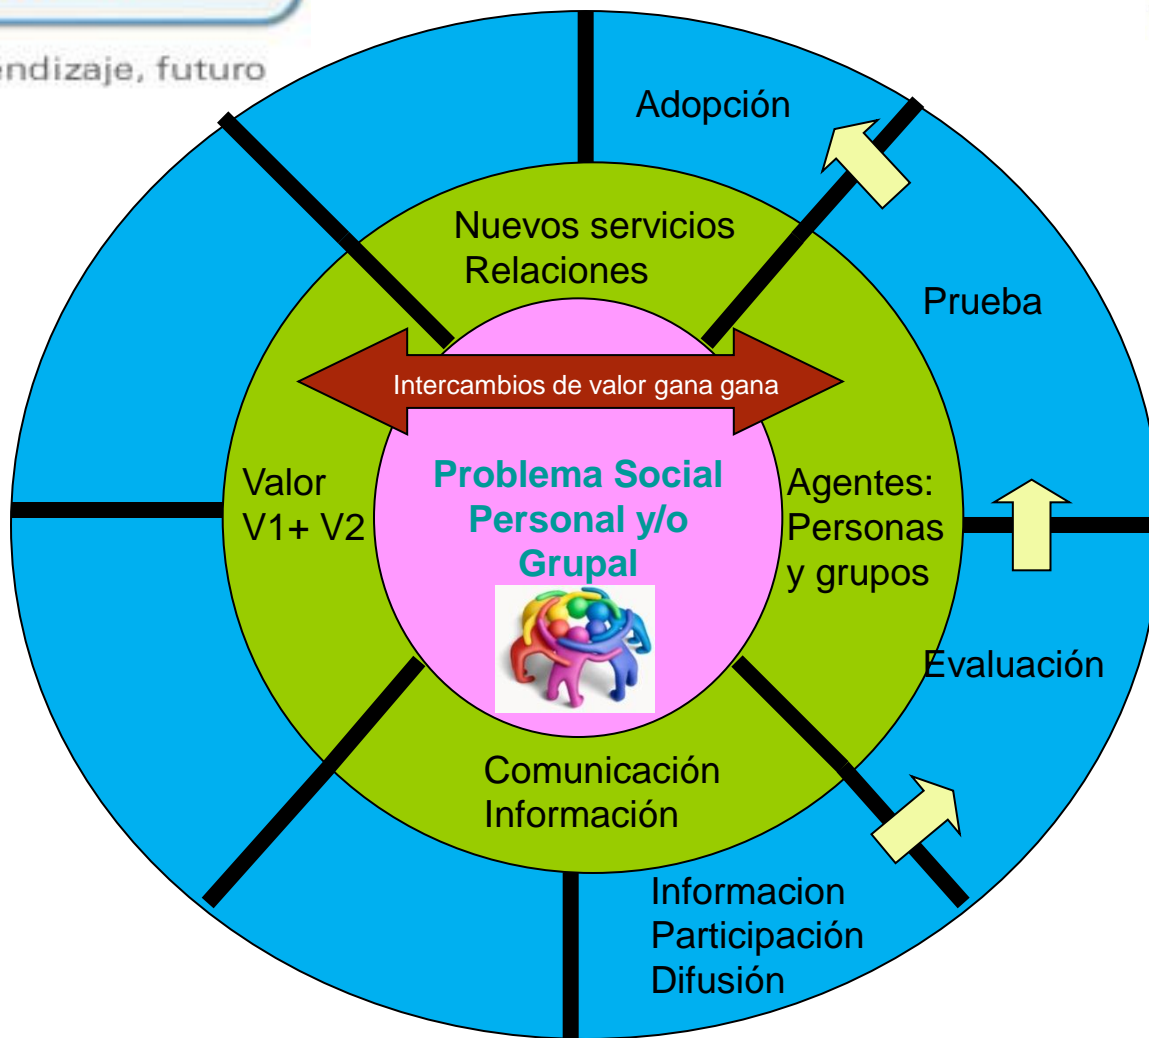 futuro
Adopción
Nuevos servicios
Relaciones
Prueba
Intercambios de valor gana gana
Valor
V1+ V2
Problema Social
Personal y/o
Grupal
Agentes:
Personas
y grupos
Evaluación
Comunicación
Información
Informacion
Participación
Difusión